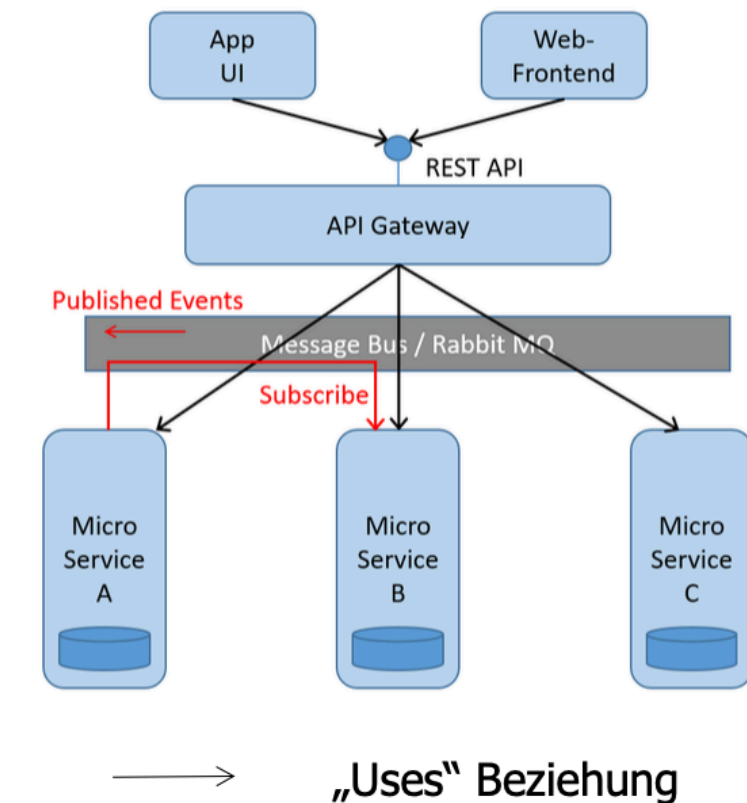 App
UI
Web-
Frontend
REST API
API Gateway
Published Events
Message Bus / Rabbit MQ
Subscribe
Micro
Service
A
Micro
Service
B
Micro
Service
C
„Uses“ Beziehung